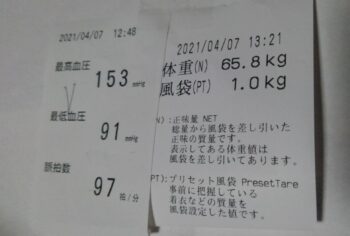 2021/04/07 12:48
最高血圧
153 mmHg
最低血圧
91 mmHg
脈拍数
97 拍/分
2021/04/07 13:21
体重(N) 65.8kg
風袋(PT) 1.0kg
N):正味量 NET
総量から風袋を差し引いた
正味の質量です。
表示してある体重値は
風袋を差し引いてあります。
PT):プリセット風袋 PresetTare
事前に把握している
着衣などの質量を
風袋設定した値です。